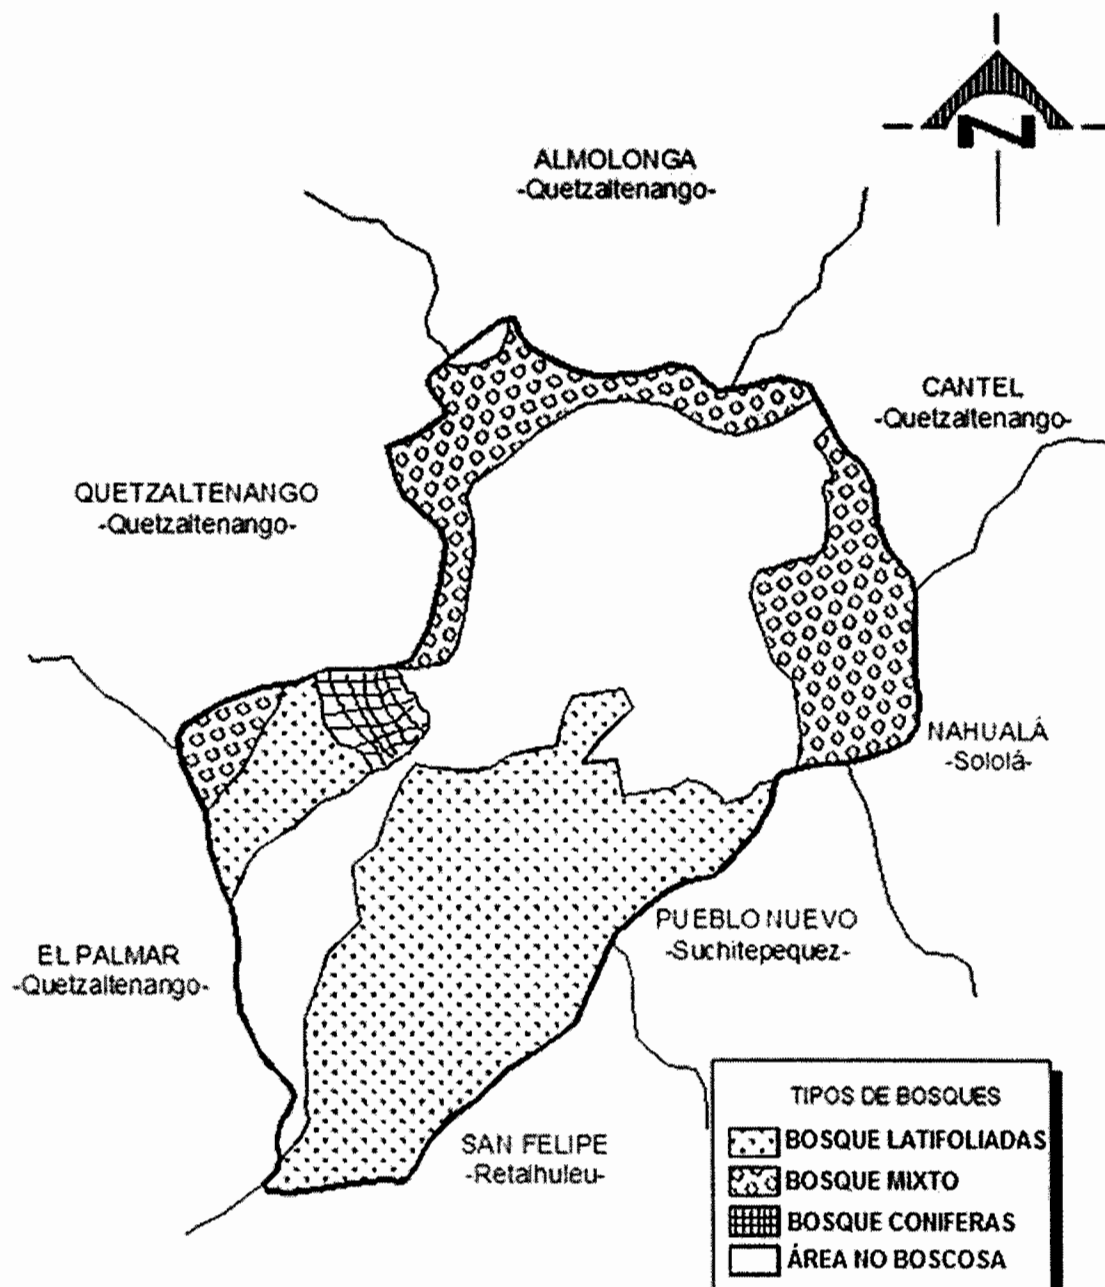 N
ALMOLONGA
-Quetzaltenango-
CANTEL
-Quetzaltenango-
QUETZALTENANGO
-Quetzaltenango-
NAHUALÁ
-Sololá-
PUEBLO NUEVO
-Suchitepequez-
EL PALMAR
-Quetzaltenango-
SAN FELIPE
-Retalhuleu-
TIPOS DE BOSQUES
BOSQUE LATIFOLIADAS
BOSQUE MIXTO
BOSQUE CONIFERAS
ÁREA NO BOSCOSA